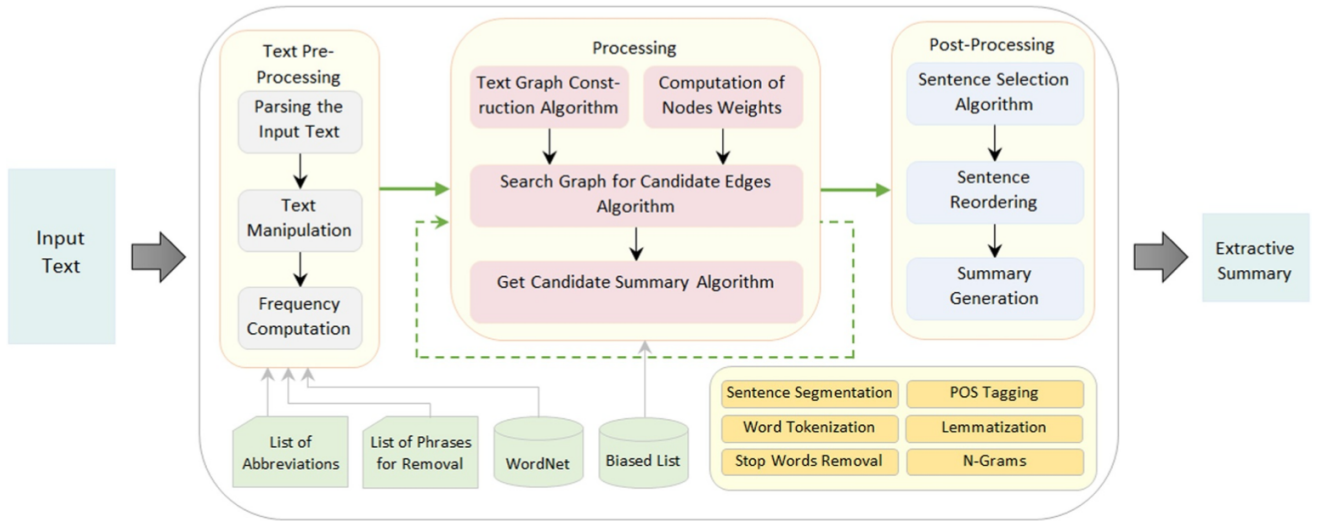 Input
Text
Text Pre-
Processing
Parsing the
Input Text
Text
Manipulation
Frequency
Computation
Processing
Text Graph Const-
ruction Algorithm
Computation of
Nodes Weights
Search Graph for Candidate Edges
Algorithm
Get Candidate Summary Algorithm
Post-Processing
Sentence Selection
Algorithm
Sentence
Reordering
Summary
Generation
Extractive
Summary
List of
Abbreviations
List of Phrases
for Removal
WordNet
Biased List
Sentence Segmentation
POS Tagging
Word Tokenization
Lemmatization
Stop Words Removal
N-Grams